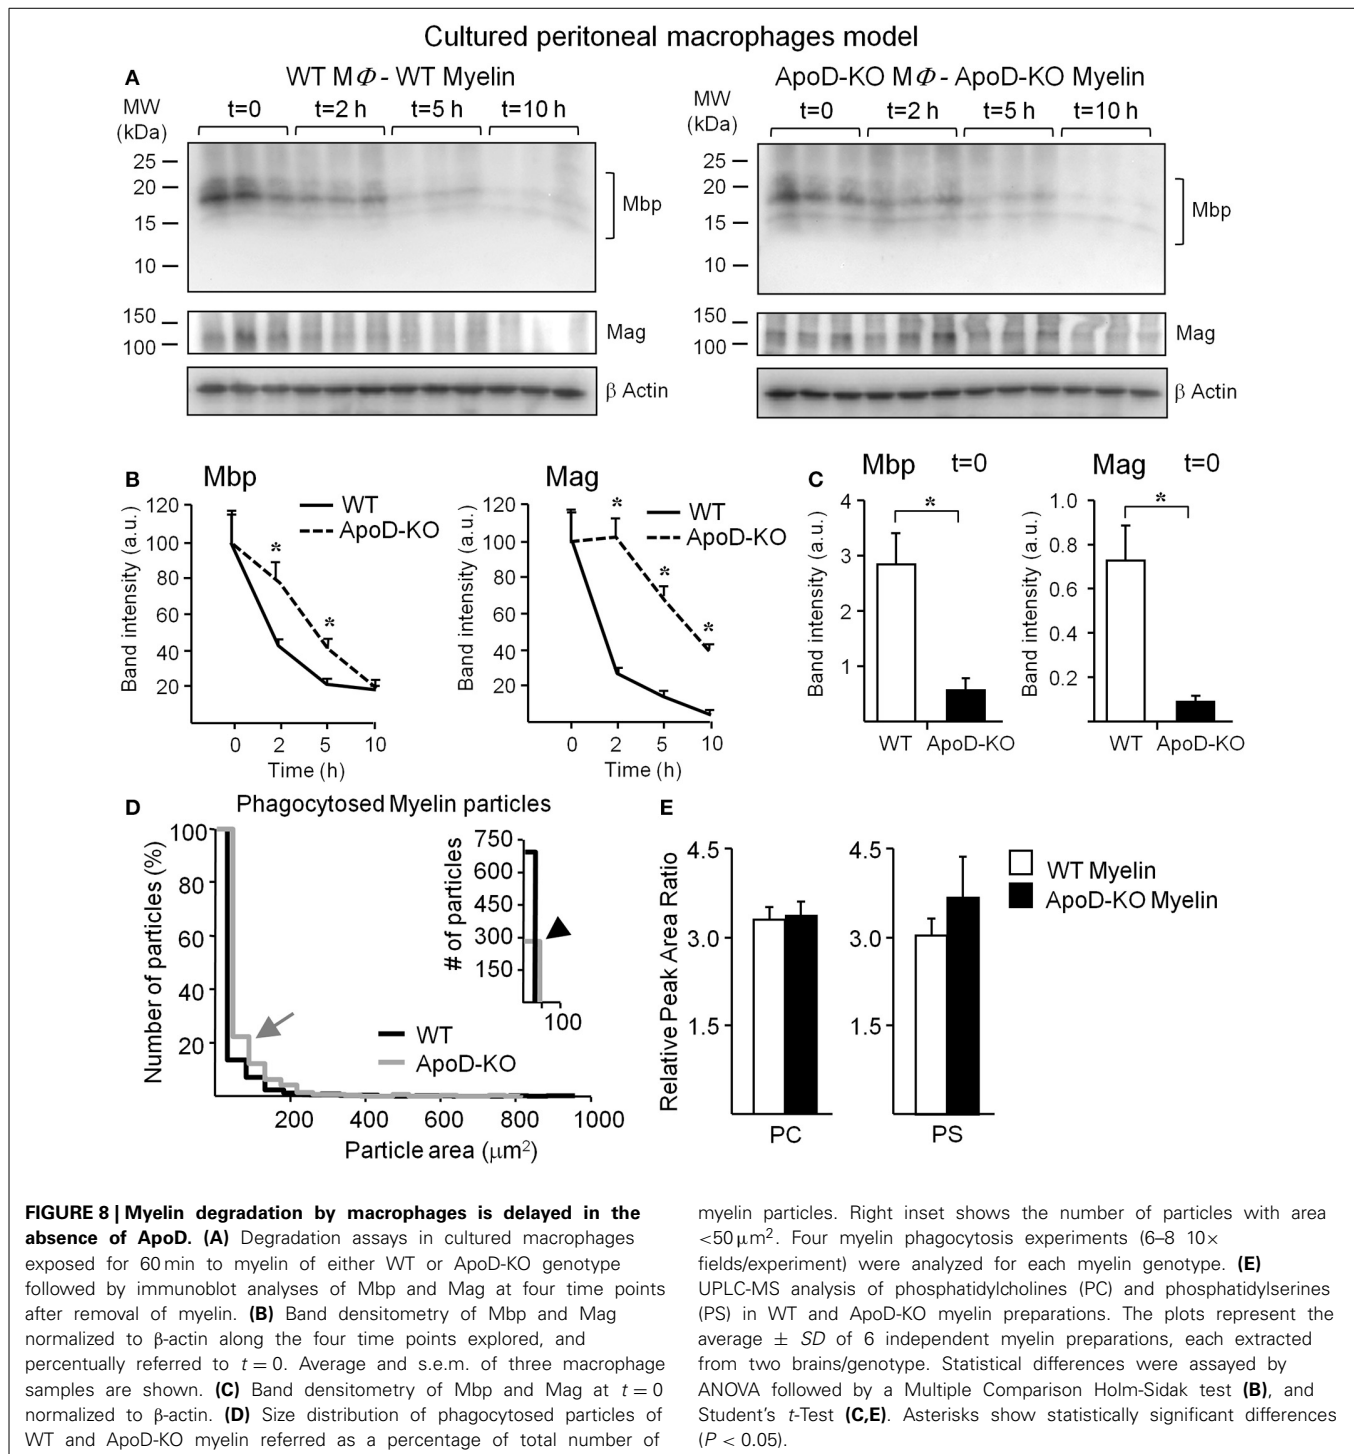 Cultured peritoneal macrophages model
A
WT MΦ - WT Myelin
MW
(kDa)
t=0 t=2 h t=5 h t=10 h
25
20
15
10
Mbp
150
100
Mag
β Actin
ApoD-KO MΦ - ApoD-KO Myelin
MW
(kDa)
t=0 t=2 h t=5 h t=10 h
25
20
15
10
Mbp
150
100
Mag
β Actin
B
Mbp
Band intensity (a.u.)
120
100
80
60
40
20
WT
ApoD-KO
*
*
0 2 5 10
Time (h)
Mag
Band intensity (a.u.)
120
100
80
60
40
20
WT
ApoD-KO
*
*
*
0 2 5 10
Time (h)
C
Mbp t=0
Band intensity (a.u.)
4
3
2
1
*
WT ApoD-KO
Mag t=0
Band intensity (a.u.)
1.0
0.8
0.6
0.4
0.2
*
WT ApoD-KO
D
Phagocytosed Myelin particles
Number of particles (%)
100
80
60
40
20
# of particles
750
600
450
300
150
100
WT
ApoD-KO
200 400 600 800 1000
Particle area (μm²)
E
Relative Peak Area Ratio
4.5
3.0
1.5
PC
4.5
3.0
1.5
PS
WT Myelin
ApoD-KO Myelin
FIGURE 8 | Myelin degradation by macrophages is delayed in the
absence of ApoD. (A) Degradation assays in cultured macrophages
exposed for 60 min to myelin of either WT or ApoD-KO genotype
followed by immunoblot analyses of Mbp and Mag at four time points
after removal of myelin. (B) Band densitometry of Mbp and Mag
normalized to β-actin along the four time points explored, and
percentually referred to t = 0. Average and s.e.m. of three macrophage
samples are shown. (C) Band densitometry of Mbp and Mag at t = 0
normalized to β-actin. (D) Size distribution of phagocytosed particles of
WT and ApoD-KO myelin referred as a percentage of total number of
myelin particles. Right inset shows the number of particles with area
<50 μm². Four myelin phagocytosis experiments (6–8 10×
fields/experiment) were analyzed for each myelin genotype. (E)
UPLC-MS analysis of phosphatidylcholines (PC) and phosphatidylserines
(PS) in WT and ApoD-KO myelin preparations. The plots represent the
average ± SD of 6 independent myelin preparations, each extracted
from two brains/genotype. Statistical differences were assayed by
ANOVA followed by a Multiple Comparison Holm-Sidak test (B), and
Student's t-Test (C,E). Asterisks show statistically significant differences
(P < 0.05).